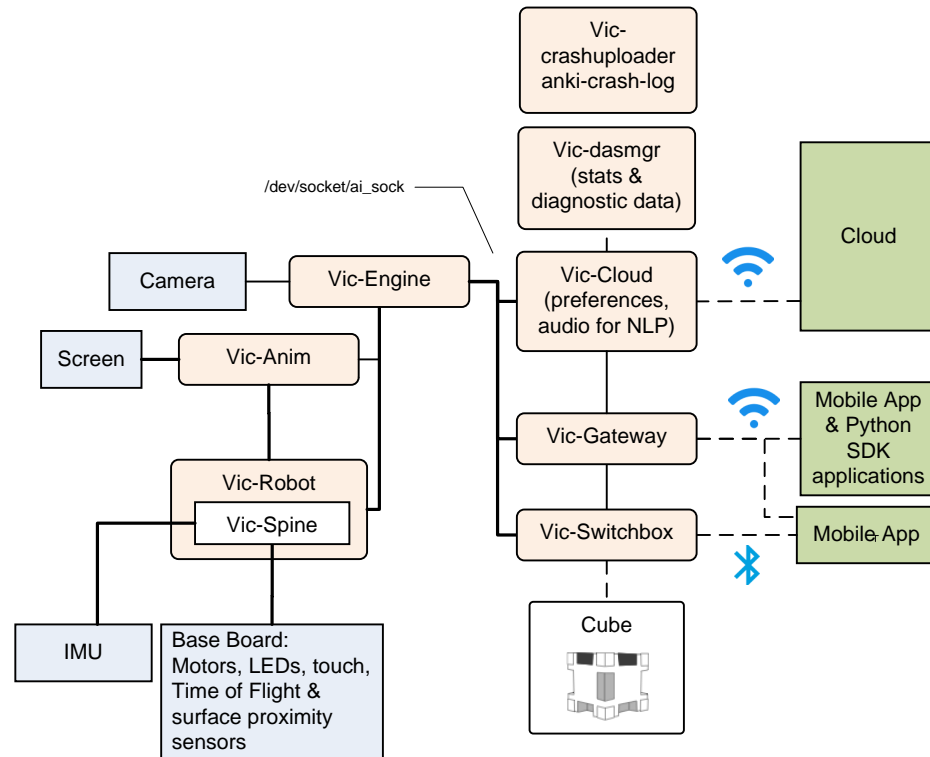 Vic-
crashuploader
anki-crash-log
Vic-dasmgr
(stats &
diagnostic data)
/dev/socket/ai_sock
Cloud
Camera
Vic-Engine
Vic-Cloud
(preferences,
audio for NLP)
Screen
Vic-Anim
Mobile App
& Python
SDK
applications
Vic-Gateway
Vic-Robot
Vic-Spine
Vic-Switchbox
Mobile App
IMU
Base Board:
Motors, LEDs, touch,
Time of Flight &
surface proximity
sensors
Cube